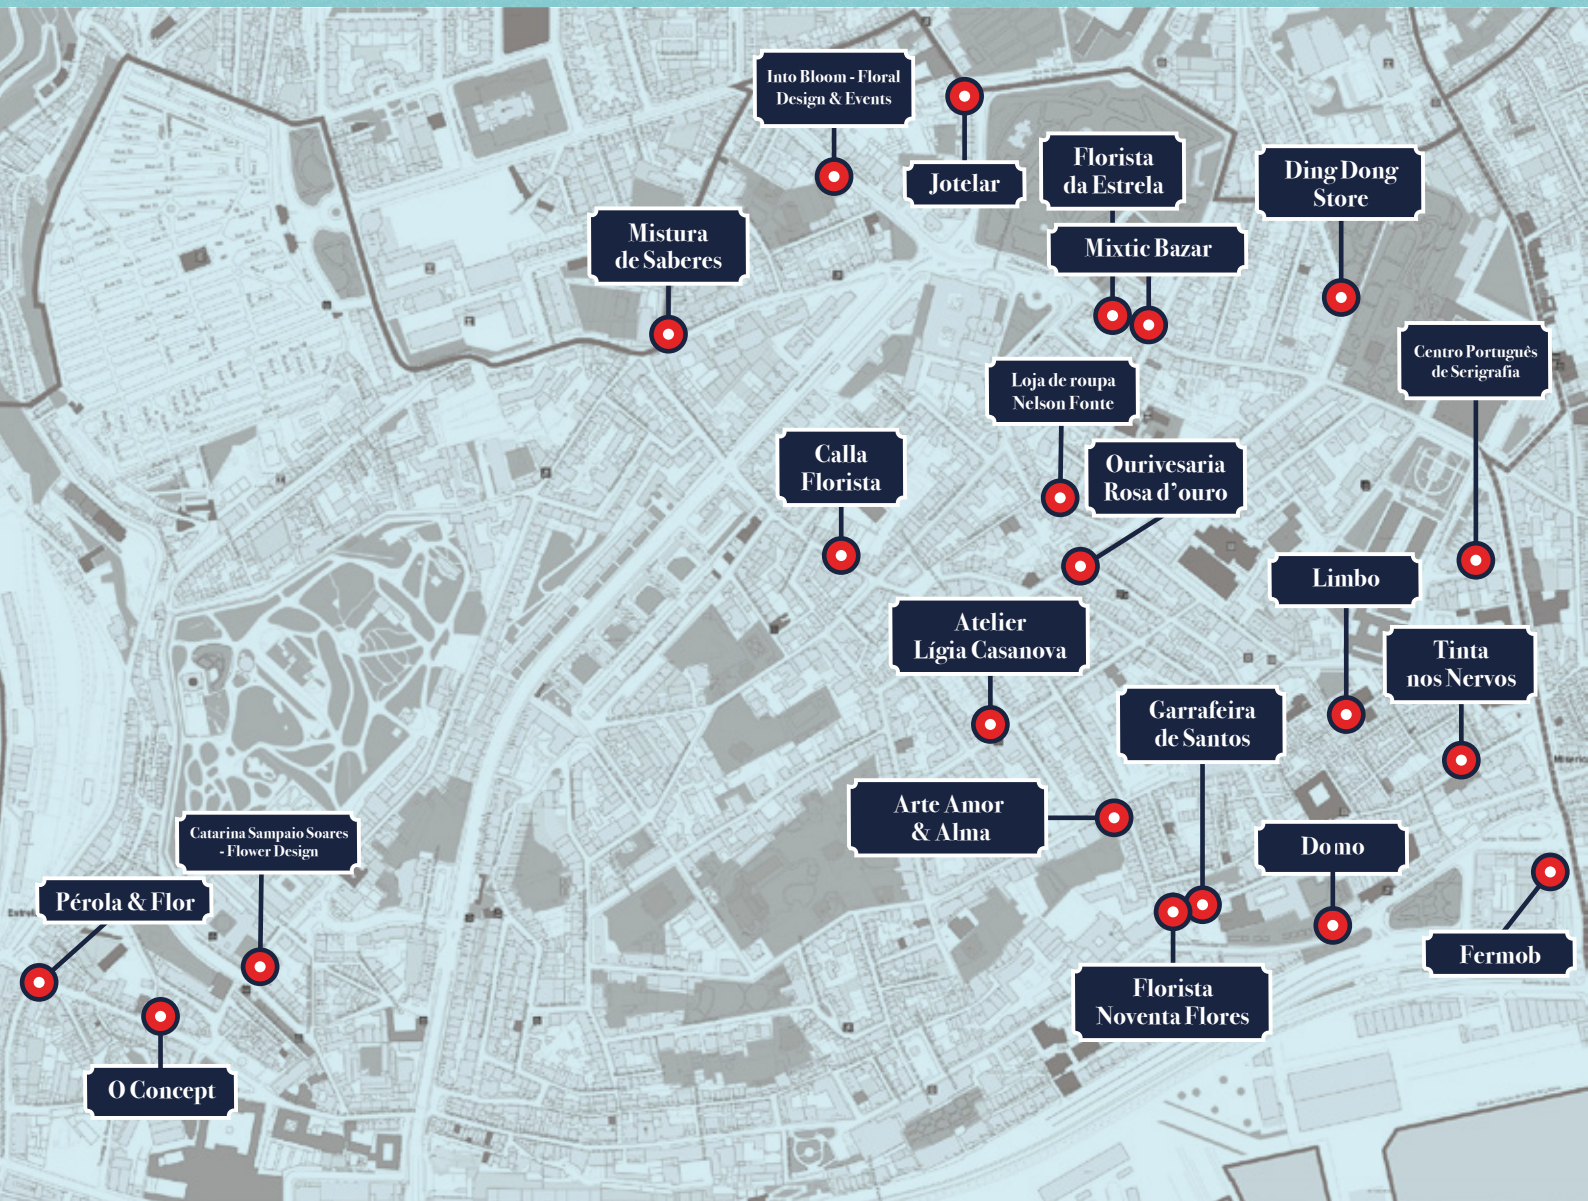 Into Bloom - Floral
Design & Events
Jotelar
Florista
da Estrela
Ding Dong
Store
Mistura
de Saberes
Mixtic Bazar
Centro Português
de Serigrafia
Loja de roupa
Nelson Fonte
Calla
Florista
Ourivesaria
Rosa d’ouro
Limbo
Atelier
Lígia Casanova
Tinta
nos Nervos
Garrafeira
de Santos
Arte Amor
& Alma
Catarina Sampaio Soares
- Flower Design
Domo
Pérola & Flor
Fermob
Florista
Noventa Flores
O Concept